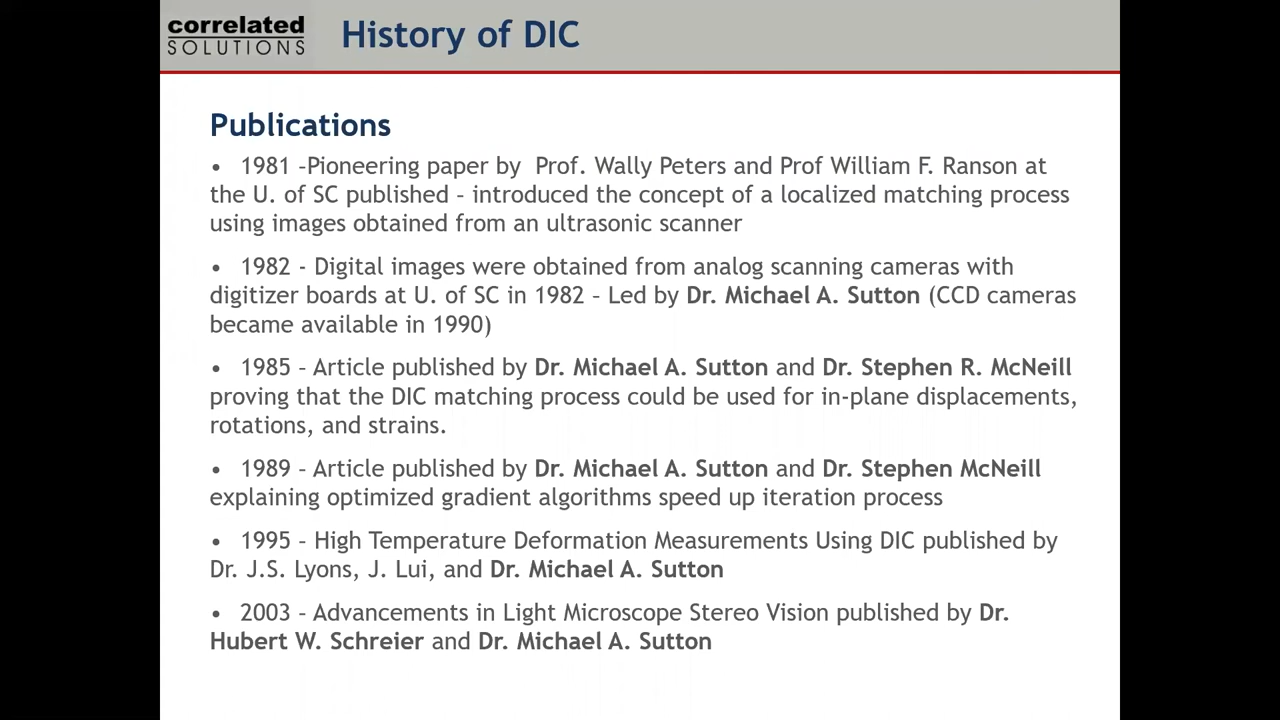 correlated
SOLUTIONS
History of DIC
Publications
• 1981 –Pioneering paper by  Prof. Wally Peters and Prof William F. Ranson at
the U. of SC published – introduced the concept of a localized matching process
using images obtained from an ultrasonic scanner
• 1982 - Digital images were obtained from analog scanning cameras with
digitizer boards at U. of SC in 1982 – Led by Dr. Michael A. Sutton (CCD cameras
became available in 1990)
• 1985 – Article published by Dr. Michael A. Sutton and Dr. Stephen R. McNeill
proving that the DIC matching process could be used for in-plane displacements,
rotations, and strains.
• 1989 – Article published by Dr. Michael A. Sutton and Dr. Stephen McNeill
explaining optimized gradient algorithms speed up iteration process
• 1995 – High Temperature Deformation Measurements Using DIC published by
Dr. J.S. Lyons, J. Lui, and Dr. Michael A. Sutton
• 2003 – Advancements in Light Microscope Stereo Vision published by Dr.
Hubert W. Schreier and Dr. Michael A. Sutton